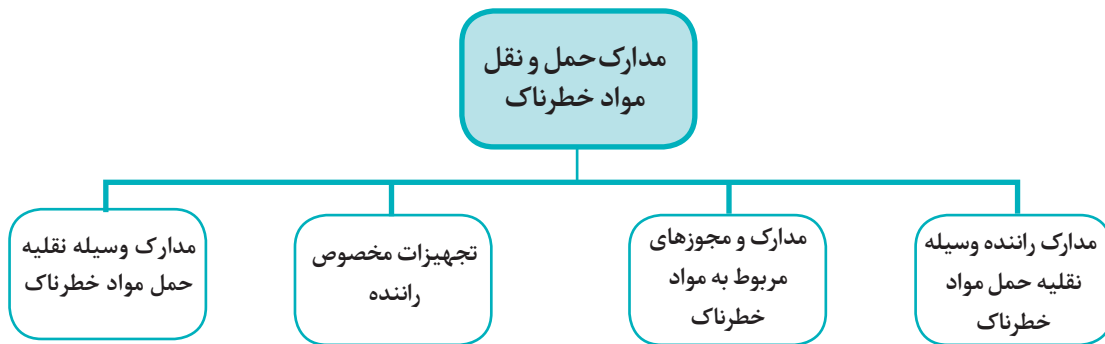 مدارک حمل و نقل
مواد خطرناک
مدارک راننده وسیله
نقلیه حمل مواد
خطرناک
مدارک و مجوزهای
مربوط به مواد
خطرناک
تجهیزات مخصوص
راننده
مدارک وسیله نقلیه
حمل مواد خطرناک